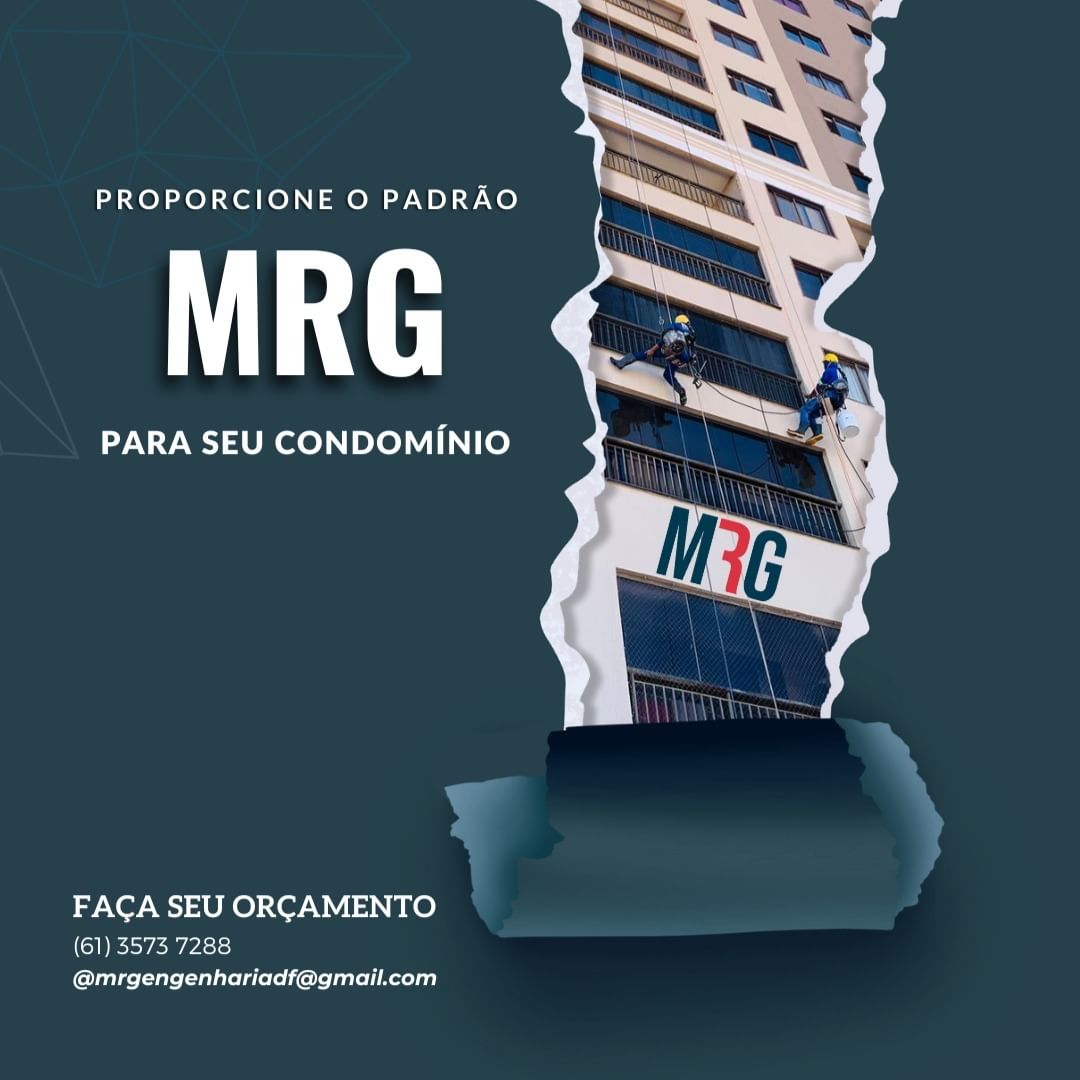 PROPORCIONE O PADRÃO
MRG
PARA SEU CONDOMÍNIO
MRG
FAÇA SEU ORÇAMENTO
(61) 3573 7288
@mrgengenhariadf@gmail.com